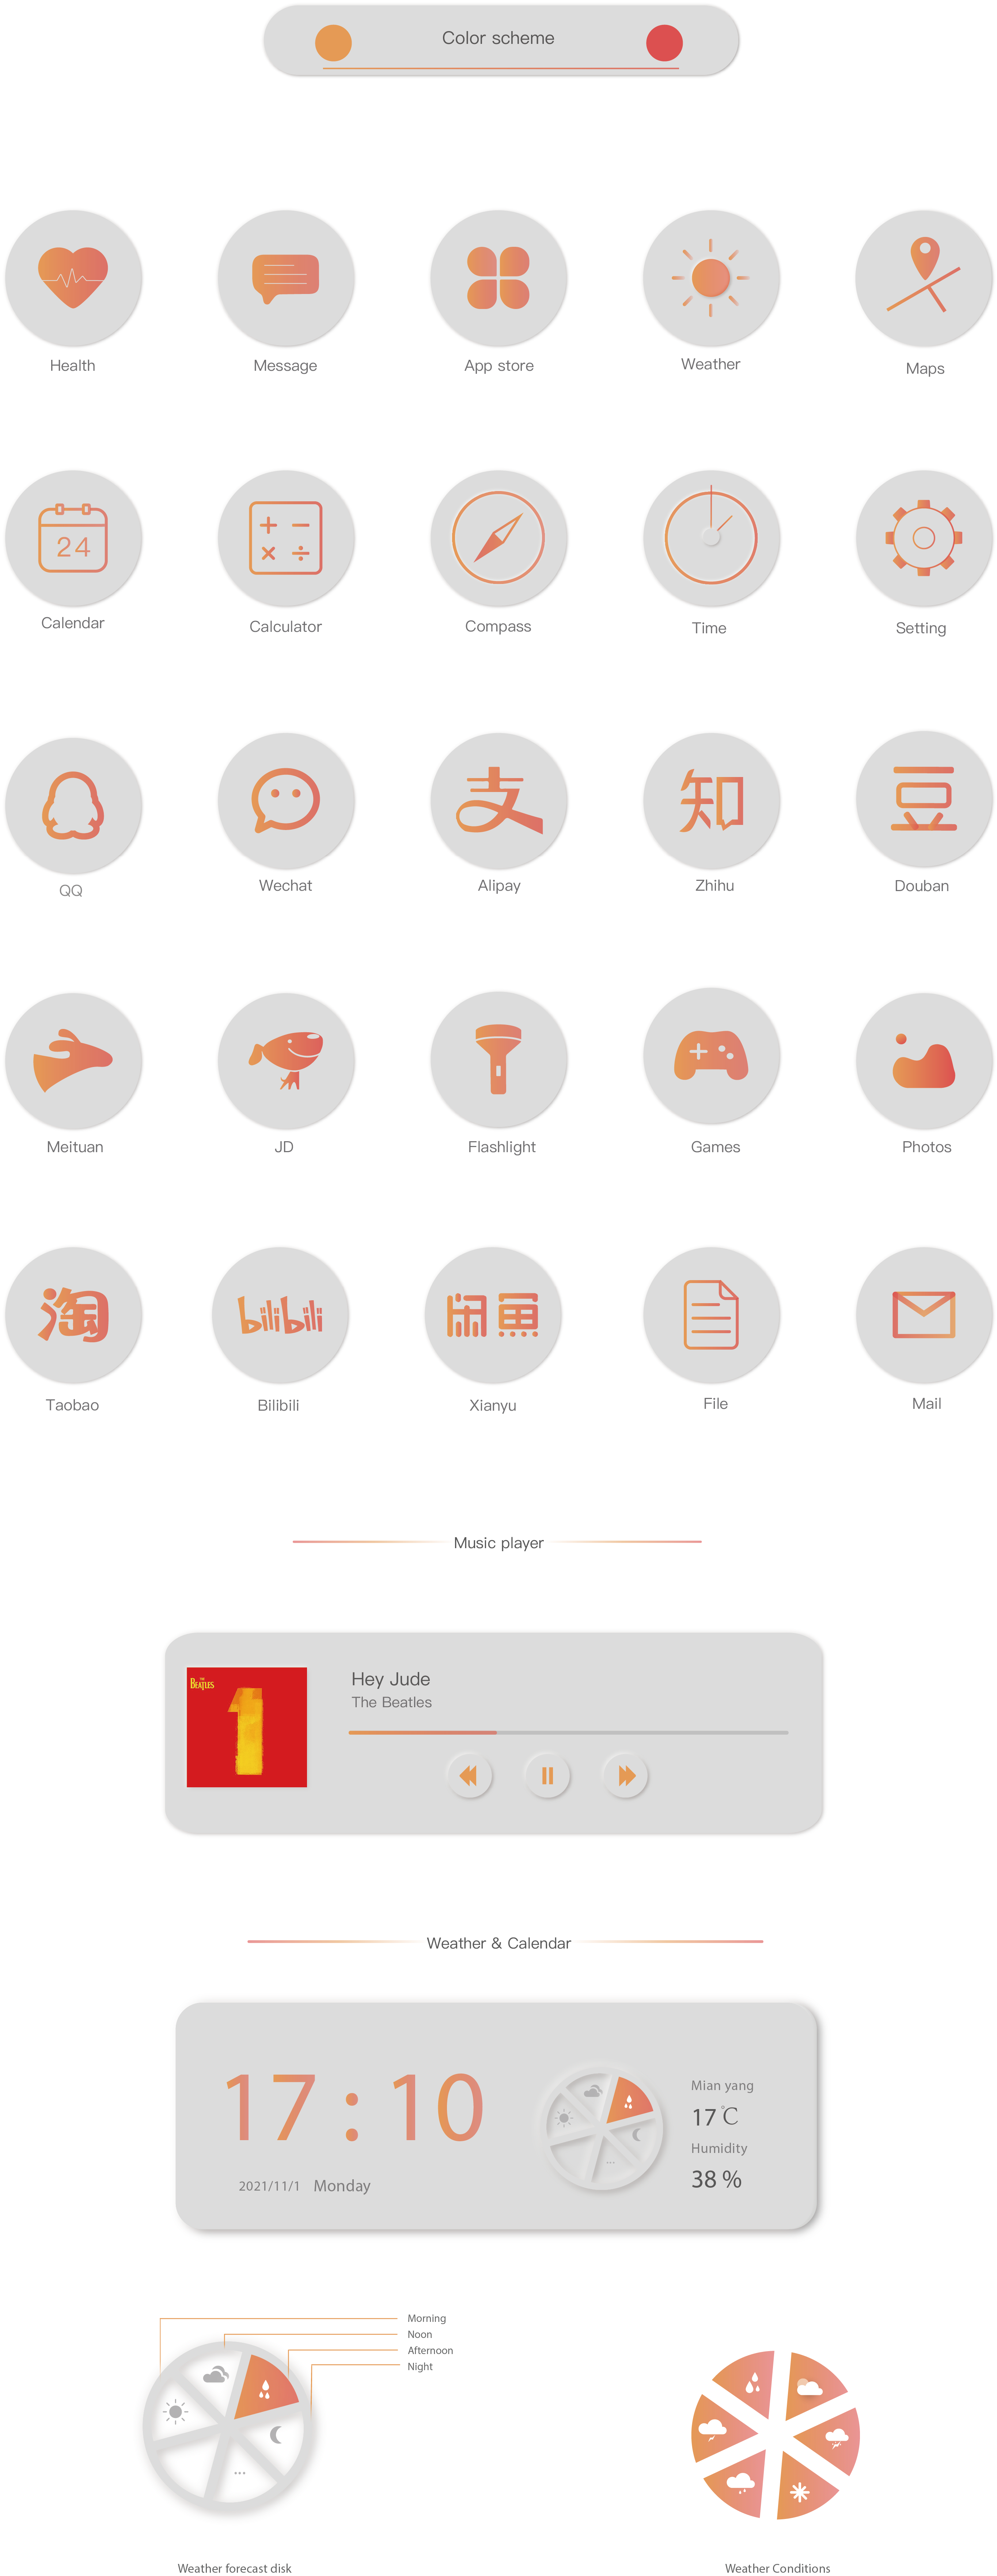 Color scheme
Health
Message
App store
Weather
Maps
24
Calendar
Calculator
Compass
Time
Setting
支
知
豆
QQ
Wechat
Alipay
Zhihu
Douban
Meituan
JD
Flashlight
Games
Photos
淘
bilibili
闲鱼
Taobao
Bilibili
Xianyu
File
Mail
Music player
THE
BEATLES
1
Hey Jude
The Beatles
Weather & Calendar
17 : 10
2021/11/1 Monday
...
Mian yang
17 °C
Humidity
38 %
Morning
Noon
Afternoon
Night
...
Weather forecast disk
Weather Conditions